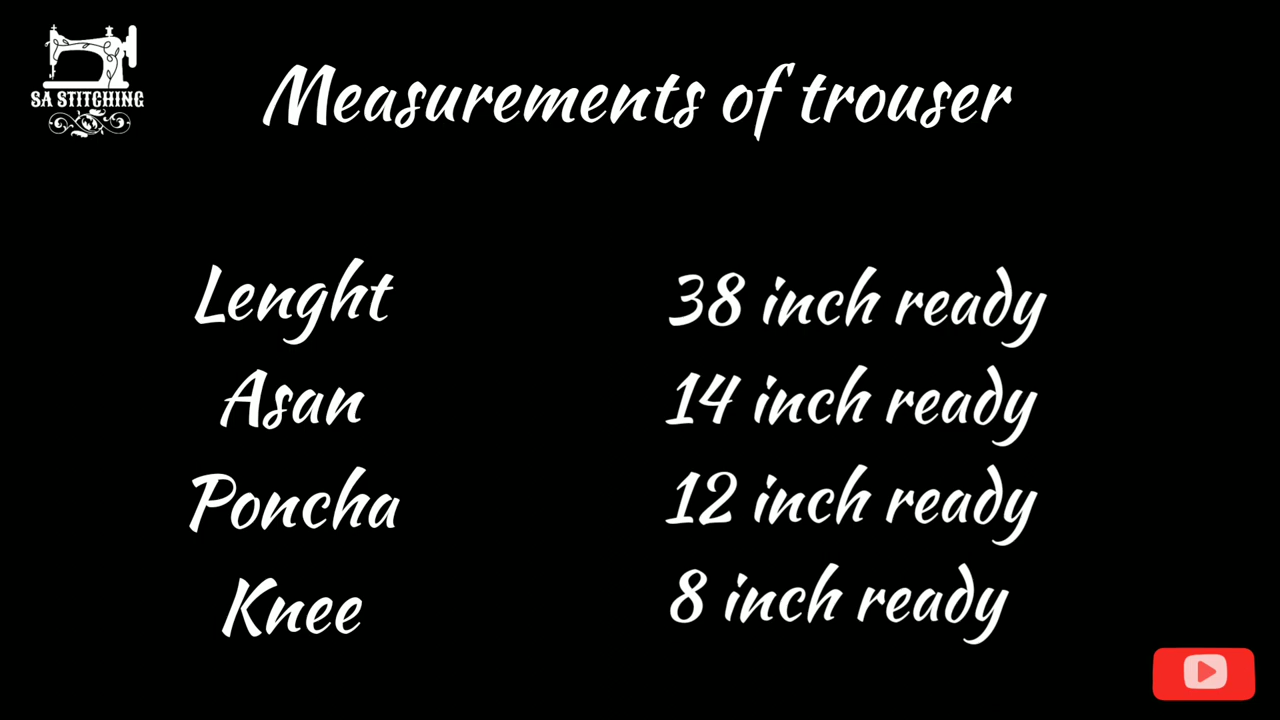 SA STITCHING
Measurements of trouser
Lenght 38 inch ready
Asan 14 inch ready
Poncha 12 inch ready
Knee 8 inch ready